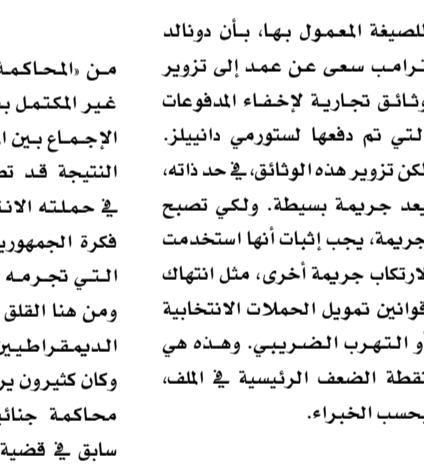 للصيغة المعمول بها، بأن دونالد
ترامب سعى عن عمد إلى تزوير
وثائق تجارية لإخفاء المدفوعات
التي تم دفعها لستورمي دانييلز.
لكن تزوير هذه الوثائق، في حد ذاته،
يعد جريمة بسيطة. ولكي تصبح
جريمة، يجب إثبات أنها استخدمت
لارتكاب جريمة أخرى، مثل انتهاك
قوانين تمويل الحملات الانتخابية
أو التهرب الضريبي. وهذه هي
نقطة الضعف الرئيسية في الملف،
بحسب الخبراء.
من «المحاكمة
غير المكتمل
الإجماع بين
النتيجة قد
في حملته
فكرة
التي تجرمه
ومن هنا القلق
الديمقراطيين
وكان كثيرون
محاكمة
سابق في قضية